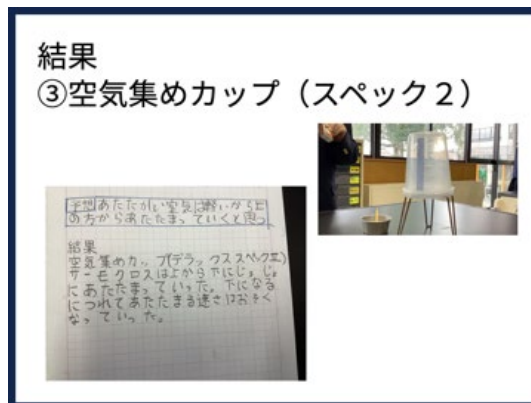 結果
③空気集めカップ（スペック２）
予想あたたかい空気は軽いから上
の方からあたたまっていくと思う
結果
空気集めカップ(デラックススペックⅡ)
サーモクロスは上から下にじょじょ
にあたたまっていった。下になる
につれてあたたまる速さはおそく
なっていった。